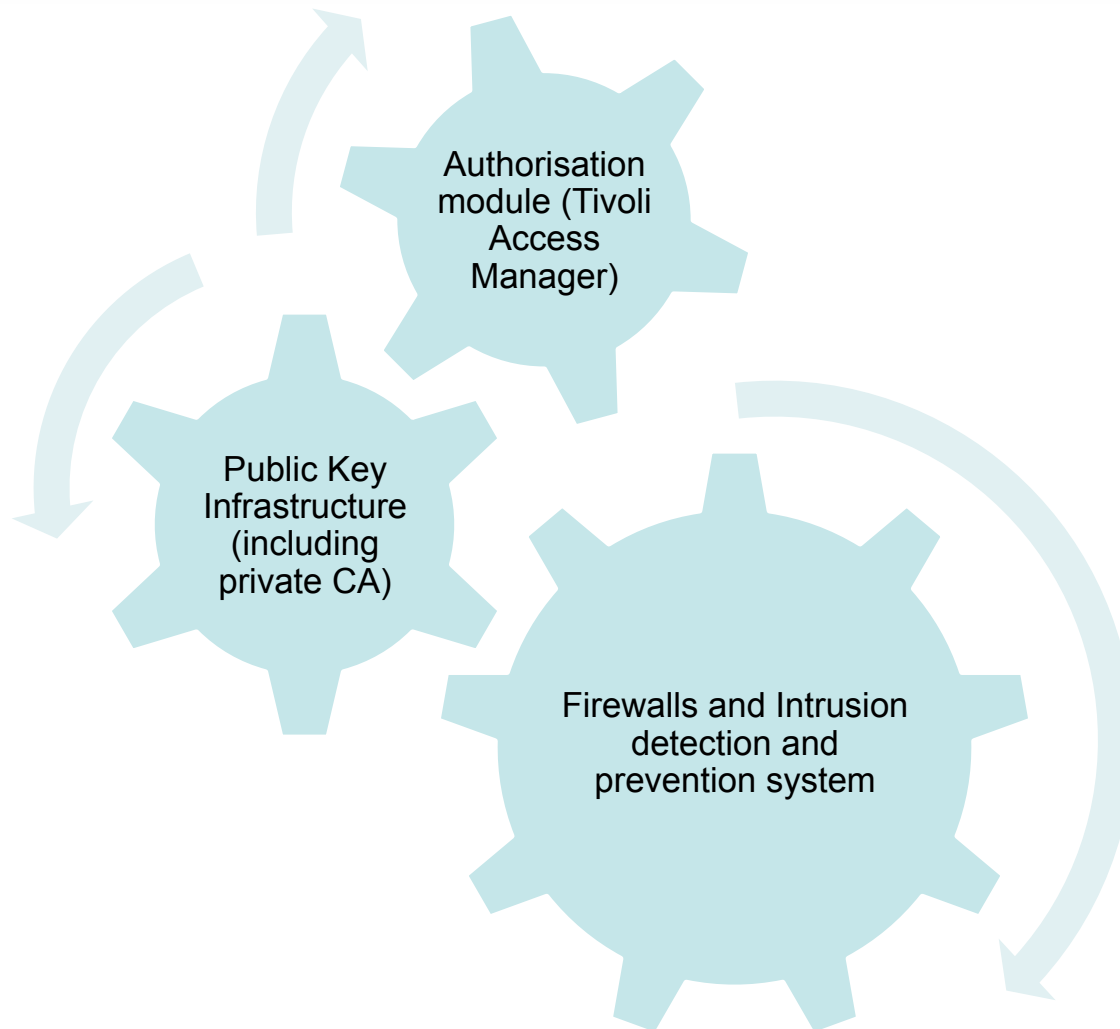 Authorisation
module (Tivoli
Access
Manager)
Public Key
Infrastructure
(including
private CA)
Firewalls and Intrusion
detection and
prevention system